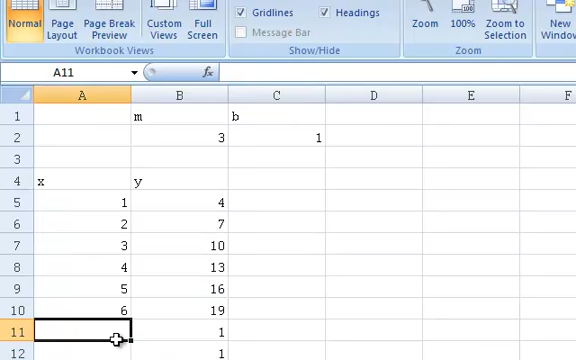 Normal Page Layout Page Break Preview Custom Views Full Screen
Workbook Views
Gridlines Headings
Message Bar
Show/Hide
Zoom 100% Zoom to Selection
Zoom
New Window
A11 fx
A B C D E F
1 m b
2 3 1
3
4 x y
5 1 4
6 2 7
7 3 10
8 4 13
9 5 16
10 6 19
11 1
12 1